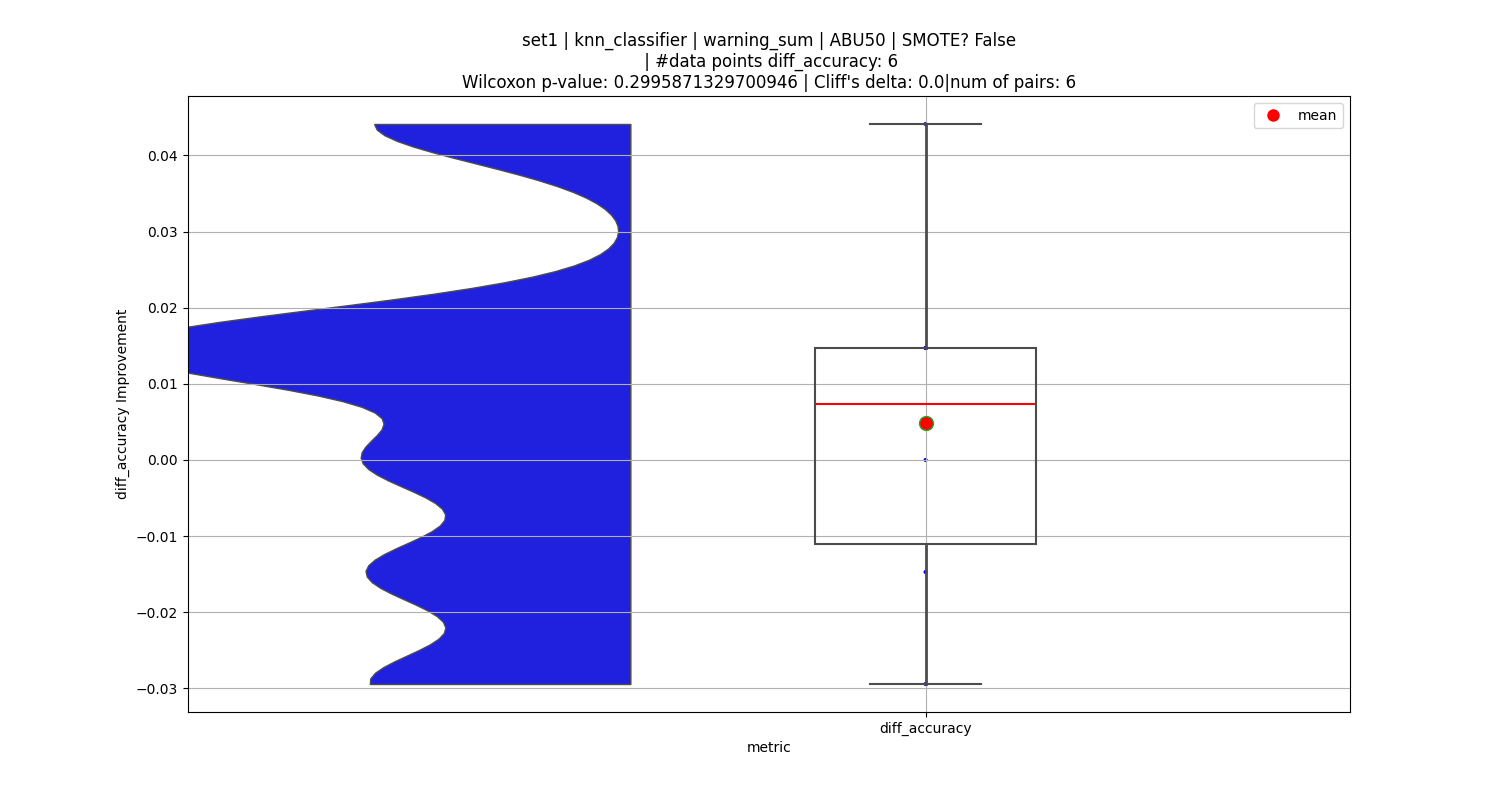 set1 | knn_classifier | warning_sum | ABU50 | SMOTE? False
| #data points diff_accuracy: 6
Wilcoxon p-value: 0.2995871329700946 | Cliff's delta: 0.0|num of pairs: 6
mean
0.04
0.03
0.02
0.01
0.00
−0.01
−0.02
−0.03
diff_accuracy Improvement
diff_accuracy
metric